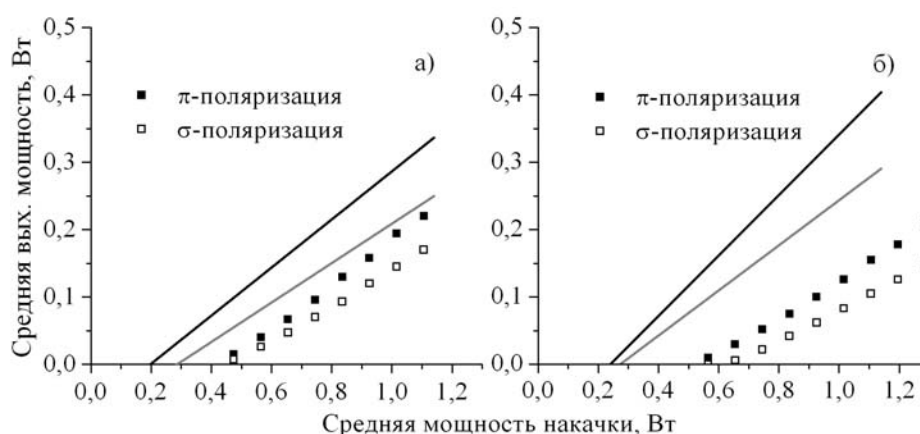 Средняя вых. мощность, Вт
0,5
0,4
0,3
0,2
0,1
0,0
а)
π-поляризация
σ-поляризация
0,0 0,2 0,4 0,6 0,8 1,0 1,2
0,5
0,4
0,3
0,2
0,1
0,0
б)
π-поляризация
σ-поляризация
0,0 0,2 0,4 0,6 0,8 1,0 1,2
Средняя мощность накачки, Вт